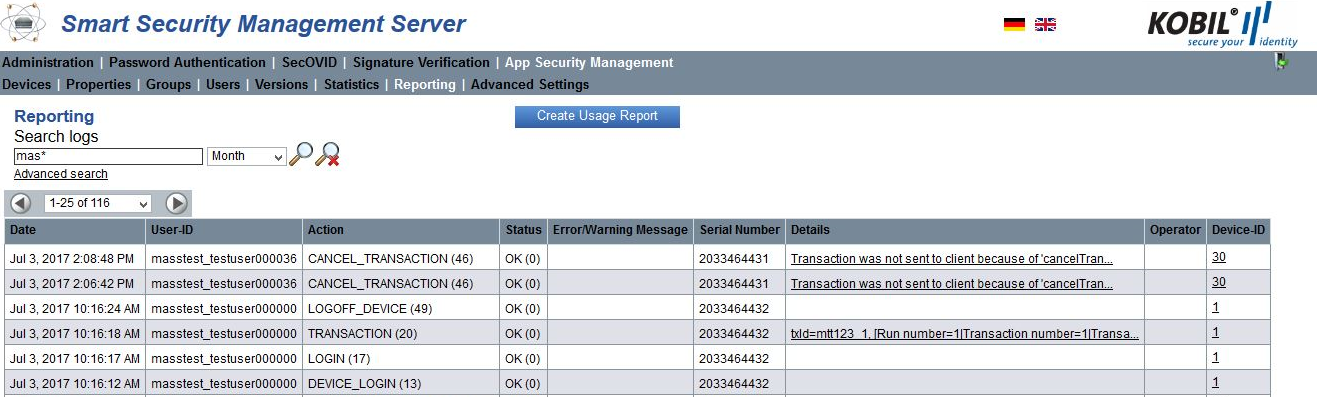 Smart Security Management Server
KOBIL®
secure your identity
Administration | Password Authentication | SecOVID | Signature Verification | App Security Management
Devices | Properties | Groups | Users | Versions | Statistics | Reporting | Advanced Settings
Reporting
Create Usage Report
Search logs
mas* Month
Advanced search
1-25 of 116
Date User-ID Action Status Error/Warning Message Serial Number Details Operator Device-ID
Jul 3, 2017 2:08:48 PM masstest_testuser000036 CANCEL_TRANSACTION (46) OK (0) 2033464431 Transaction was not sent to client because of 'cancelTran... 30
Jul 3, 2017 2:06:42 PM masstest_testuser000036 CANCEL_TRANSACTION (46) OK (0) 2033464431 Transaction was not sent to client because of 'cancelTran... 30
Jul 3, 2017 10:16:24 AM masstest_testuser000000 LOGOFF_DEVICE (49) OK (0) 2033464432 1
Jul 3, 2017 10:16:18 AM masstest_testuser000000 TRANSACTION (20) OK (0) 2033464432 txId=mtt123_1, [Run number=1|Transaction number=1|Transa... 1
Jul 3, 2017 10:16:17 AM masstest_testuser000000 LOGIN (17) OK (0) 2033464432 1
Jul 3, 2017 10:16:12 AM masstest_testuser000000 DEVICE_LOGIN (13) OK (0) 2033464432 1